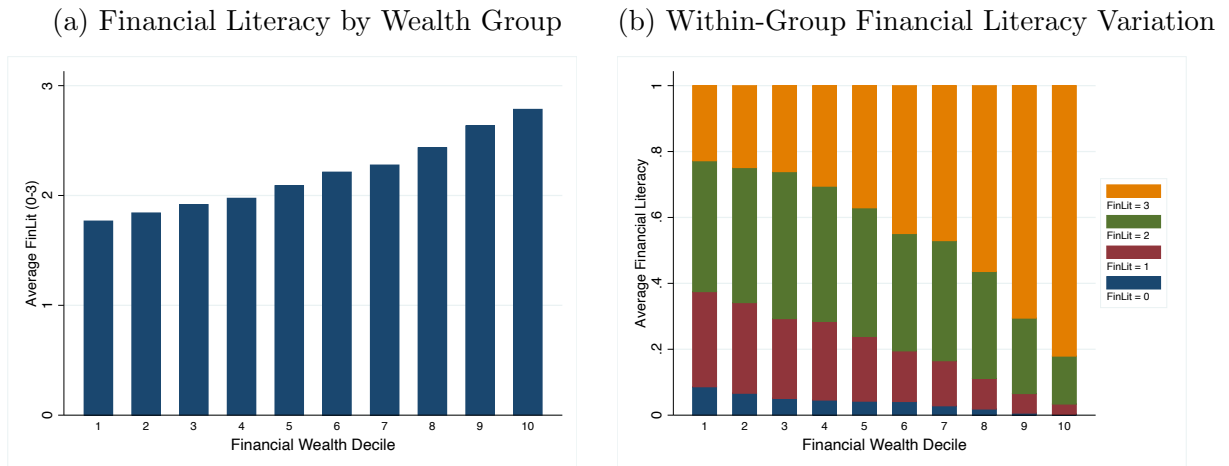 (a) Financial Literacy by Wealth Group
Average FinLit (0-3)
3
2
1
0
1 2 3 4 5 6 7 8 9 10
Financial Wealth Decile
(b) Within-Group Financial Literacy Variation
Average Financial Literacy
1
.8
.6
.4
.2
0
1 2 3 4 5 6 7 8 9 10
Financial Wealth Decile
FinLit = 3
FinLit = 2
FinLit = 1
FinLit = 0